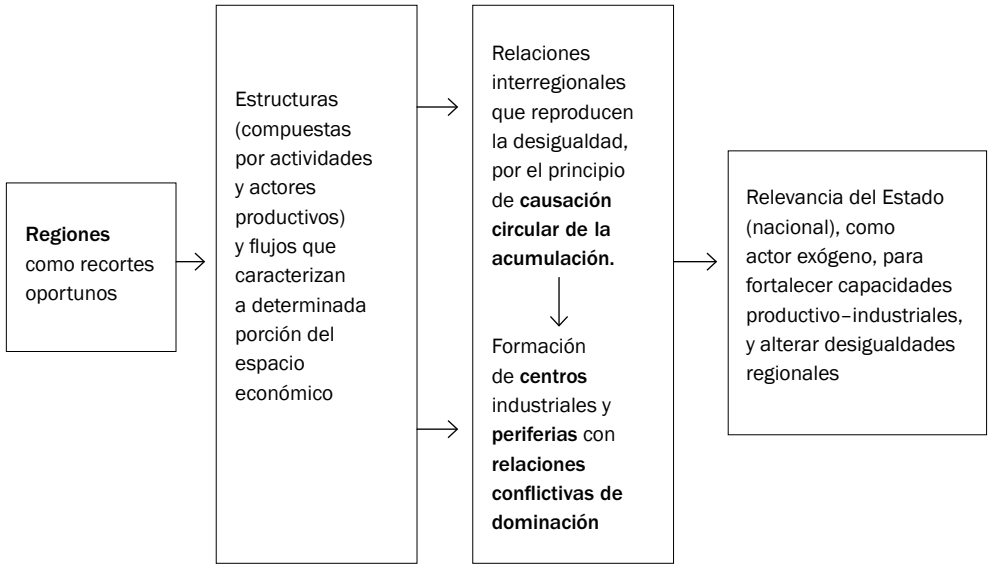 Regiones
como recortes
oportunos
Estructuras
(compuestas
por actividades
y actores
productivos)
y flujos que
caracterizan
a determinada
porción del
espacio
económico
Relaciones
interregionales
que reproducen
la desigualdad,
por el principio
de causación
circular de la
acumulación.
Formación
de centros
industriales y
periferias con
relaciones
conflictivas de
dominación
Relevancia del Estado
(nacional), como
actor exógeno, para
fortalecer capacidades
productivo–industriales,
y alterar desigualdades
regionales